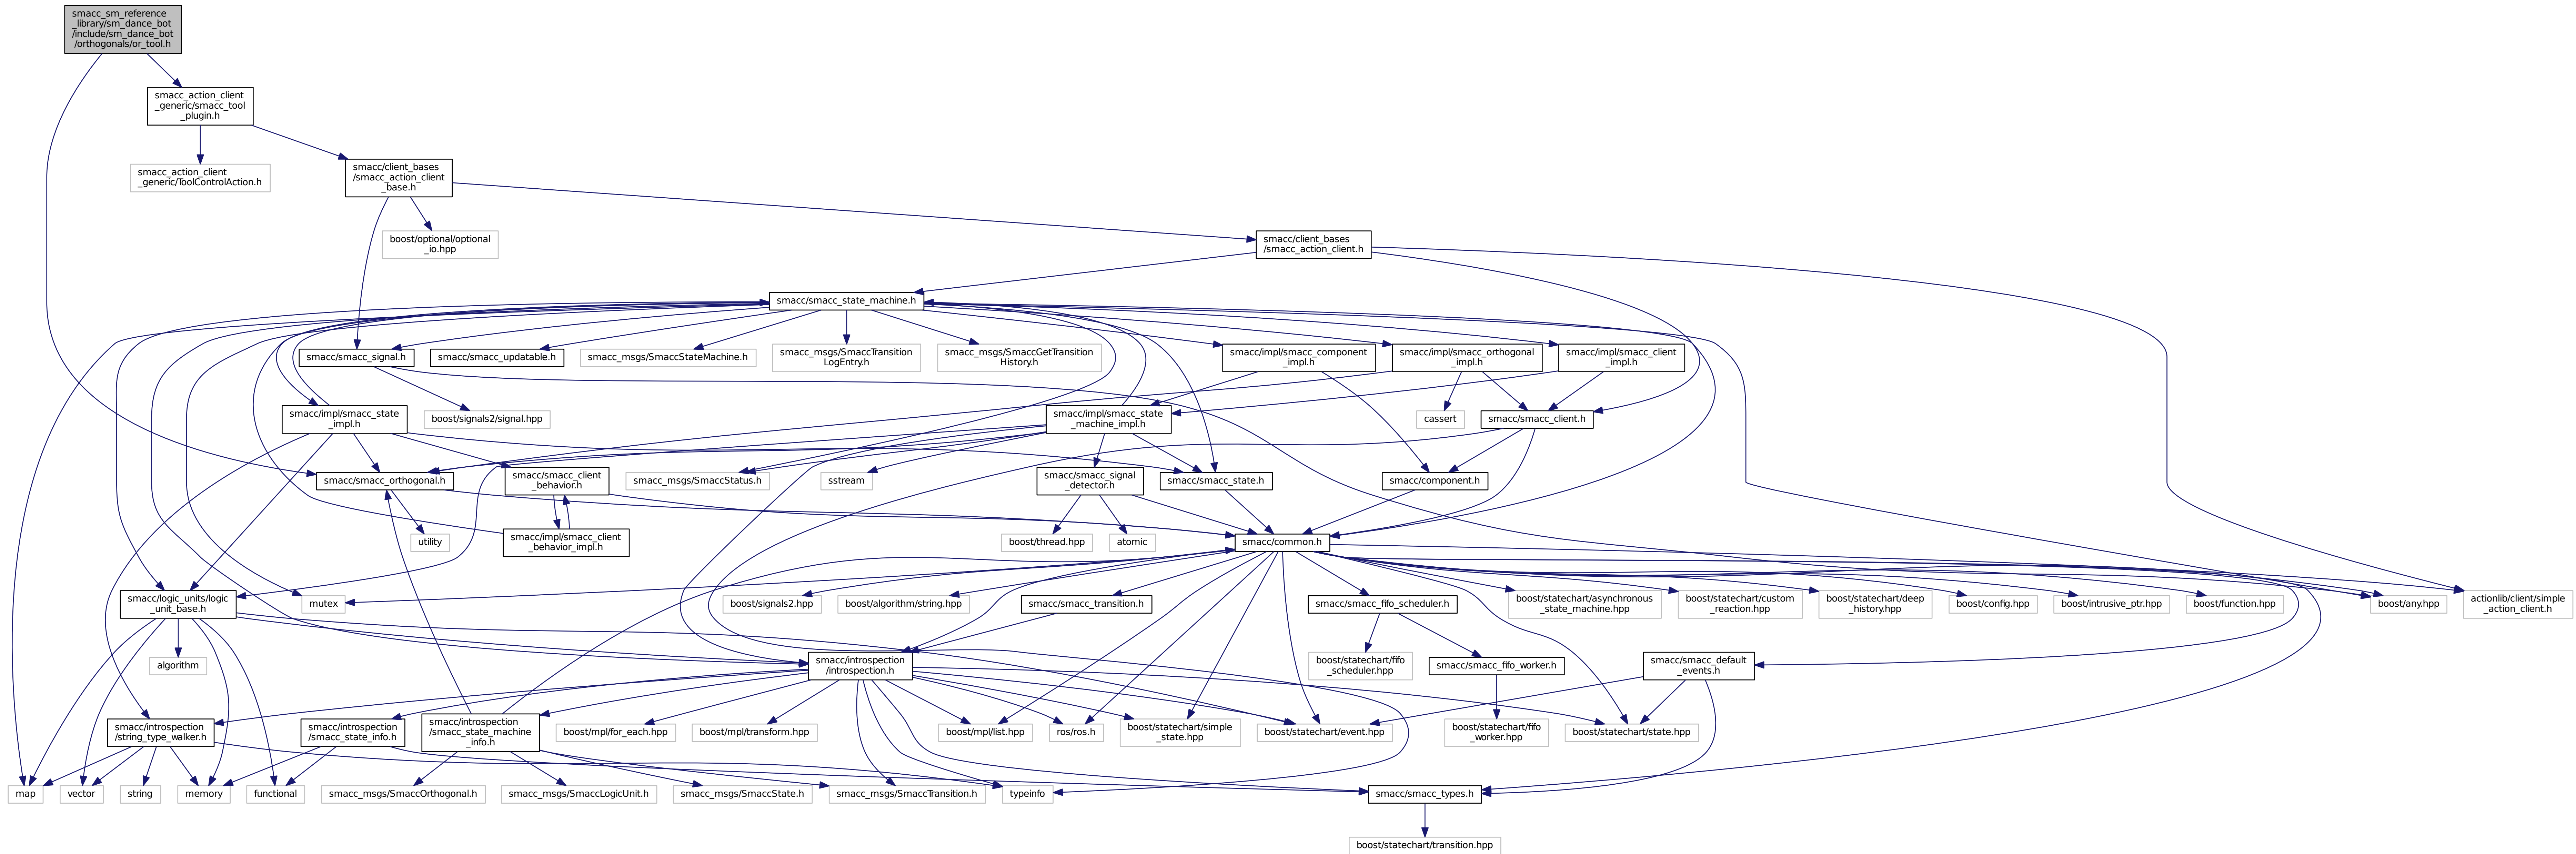 smacc_sm_reference
_library/sm_dance_bot
/include/sm_dance_bot
/orthogonals/or_tool.h
smacc_action_client
_generic/smacc_tool
_plugin.h
smacc_action_client
_generic/ToolControlAction.h
smacc/client_bases
/smacc_action_client
_base.h
boost/optional/optional
_io.hpp
smacc/client_bases
/smacc_action_client.h
smacc/smacc_state_machine.h
smacc/smacc_signal.h
smacc/smacc_updatable.h
smacc_msgs/SmaccStateMachine.h
smacc_msgs/SmaccTransition
LogEntry.h
smacc_msgs/SmaccGetTransition
History.h
smacc/impl/smacc_component
_impl.h
smacc/impl/smacc_orthogonal
_impl.h
smacc/impl/smacc_client
_impl.h
smacc/impl/smacc_state
_impl.h
boost/signals2/signal.hpp
smacc/impl/smacc_state
_machine_impl.h
cassert
smacc/smacc_client.h
smacc/smacc_orthogonal.h
smacc/smacc_client
_behavior.h
smacc_msgs/SmaccStatus.h
sstream
smacc/smacc_signal
_detector.h
smacc/smacc_state.h
smacc/component.h
utility
smacc/impl/smacc_client
_behavior_impl.h
boost/thread.hpp
atomic
smacc/common.h
smacc/logic_units/logic
_unit_base.h
mutex
boost/signals2.hpp
boost/algorithm/string.hpp
smacc/smacc_transition.h
smacc/smacc_fifo_scheduler.h
boost/statechart/asynchronous
_state_machine.hpp
boost/statechart/custom
_reaction.hpp
boost/statechart/deep
_history.hpp
boost/config.hpp
boost/intrusive_ptr.hpp
boost/function.hpp
boost/any.hpp
actionlib/client/simple
_action_client.h
algorithm
smacc/introspection
/introspection.h
boost/statechart/fifo
_scheduler.hpp
smacc/smacc_fifo_worker.h
smacc/smacc_default
_events.h
smacc/introspection
/string_type_walker.h
smacc/introspection
/smacc_state_info.h
smacc/introspection
/smacc_state_machine
_info.h
boost/mpl/for_each.hpp
boost/mpl/transform.hpp
boost/mpl/list.hpp
ros/ros.h
boost/statechart/simple
_state.hpp
boost/statechart/event.hpp
boost/statechart/fifo
_worker.hpp
boost/statechart/state.hpp
map
vector
string
memory
functional
smacc_msgs/SmaccOrthogonal.h
smacc_msgs/SmaccLogicUnit.h
smacc_msgs/SmaccState.h
smacc_msgs/SmaccTransition.h
typeinfo
smacc/smacc_types.h
boost/statechart/transition.hpp